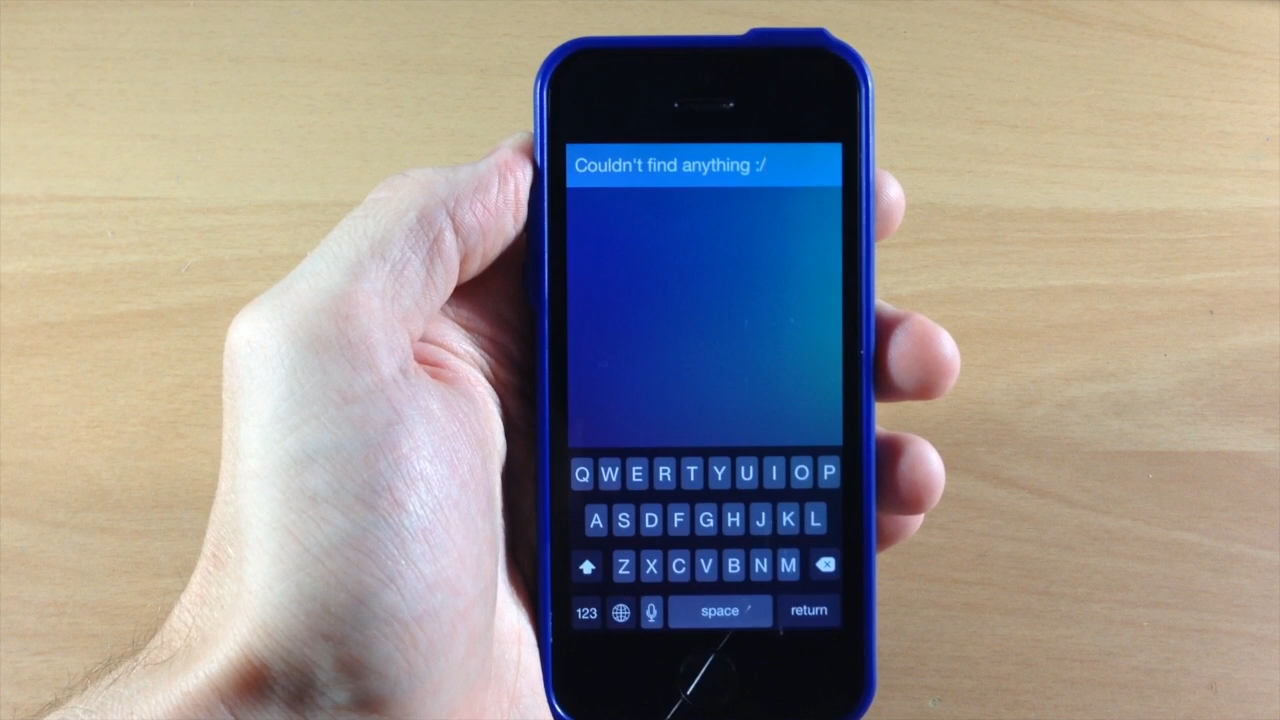 Couldn't find anything :/
Q W E R T Y U I O P
A S D F G H J K L
Z X C V B N M
123 space return